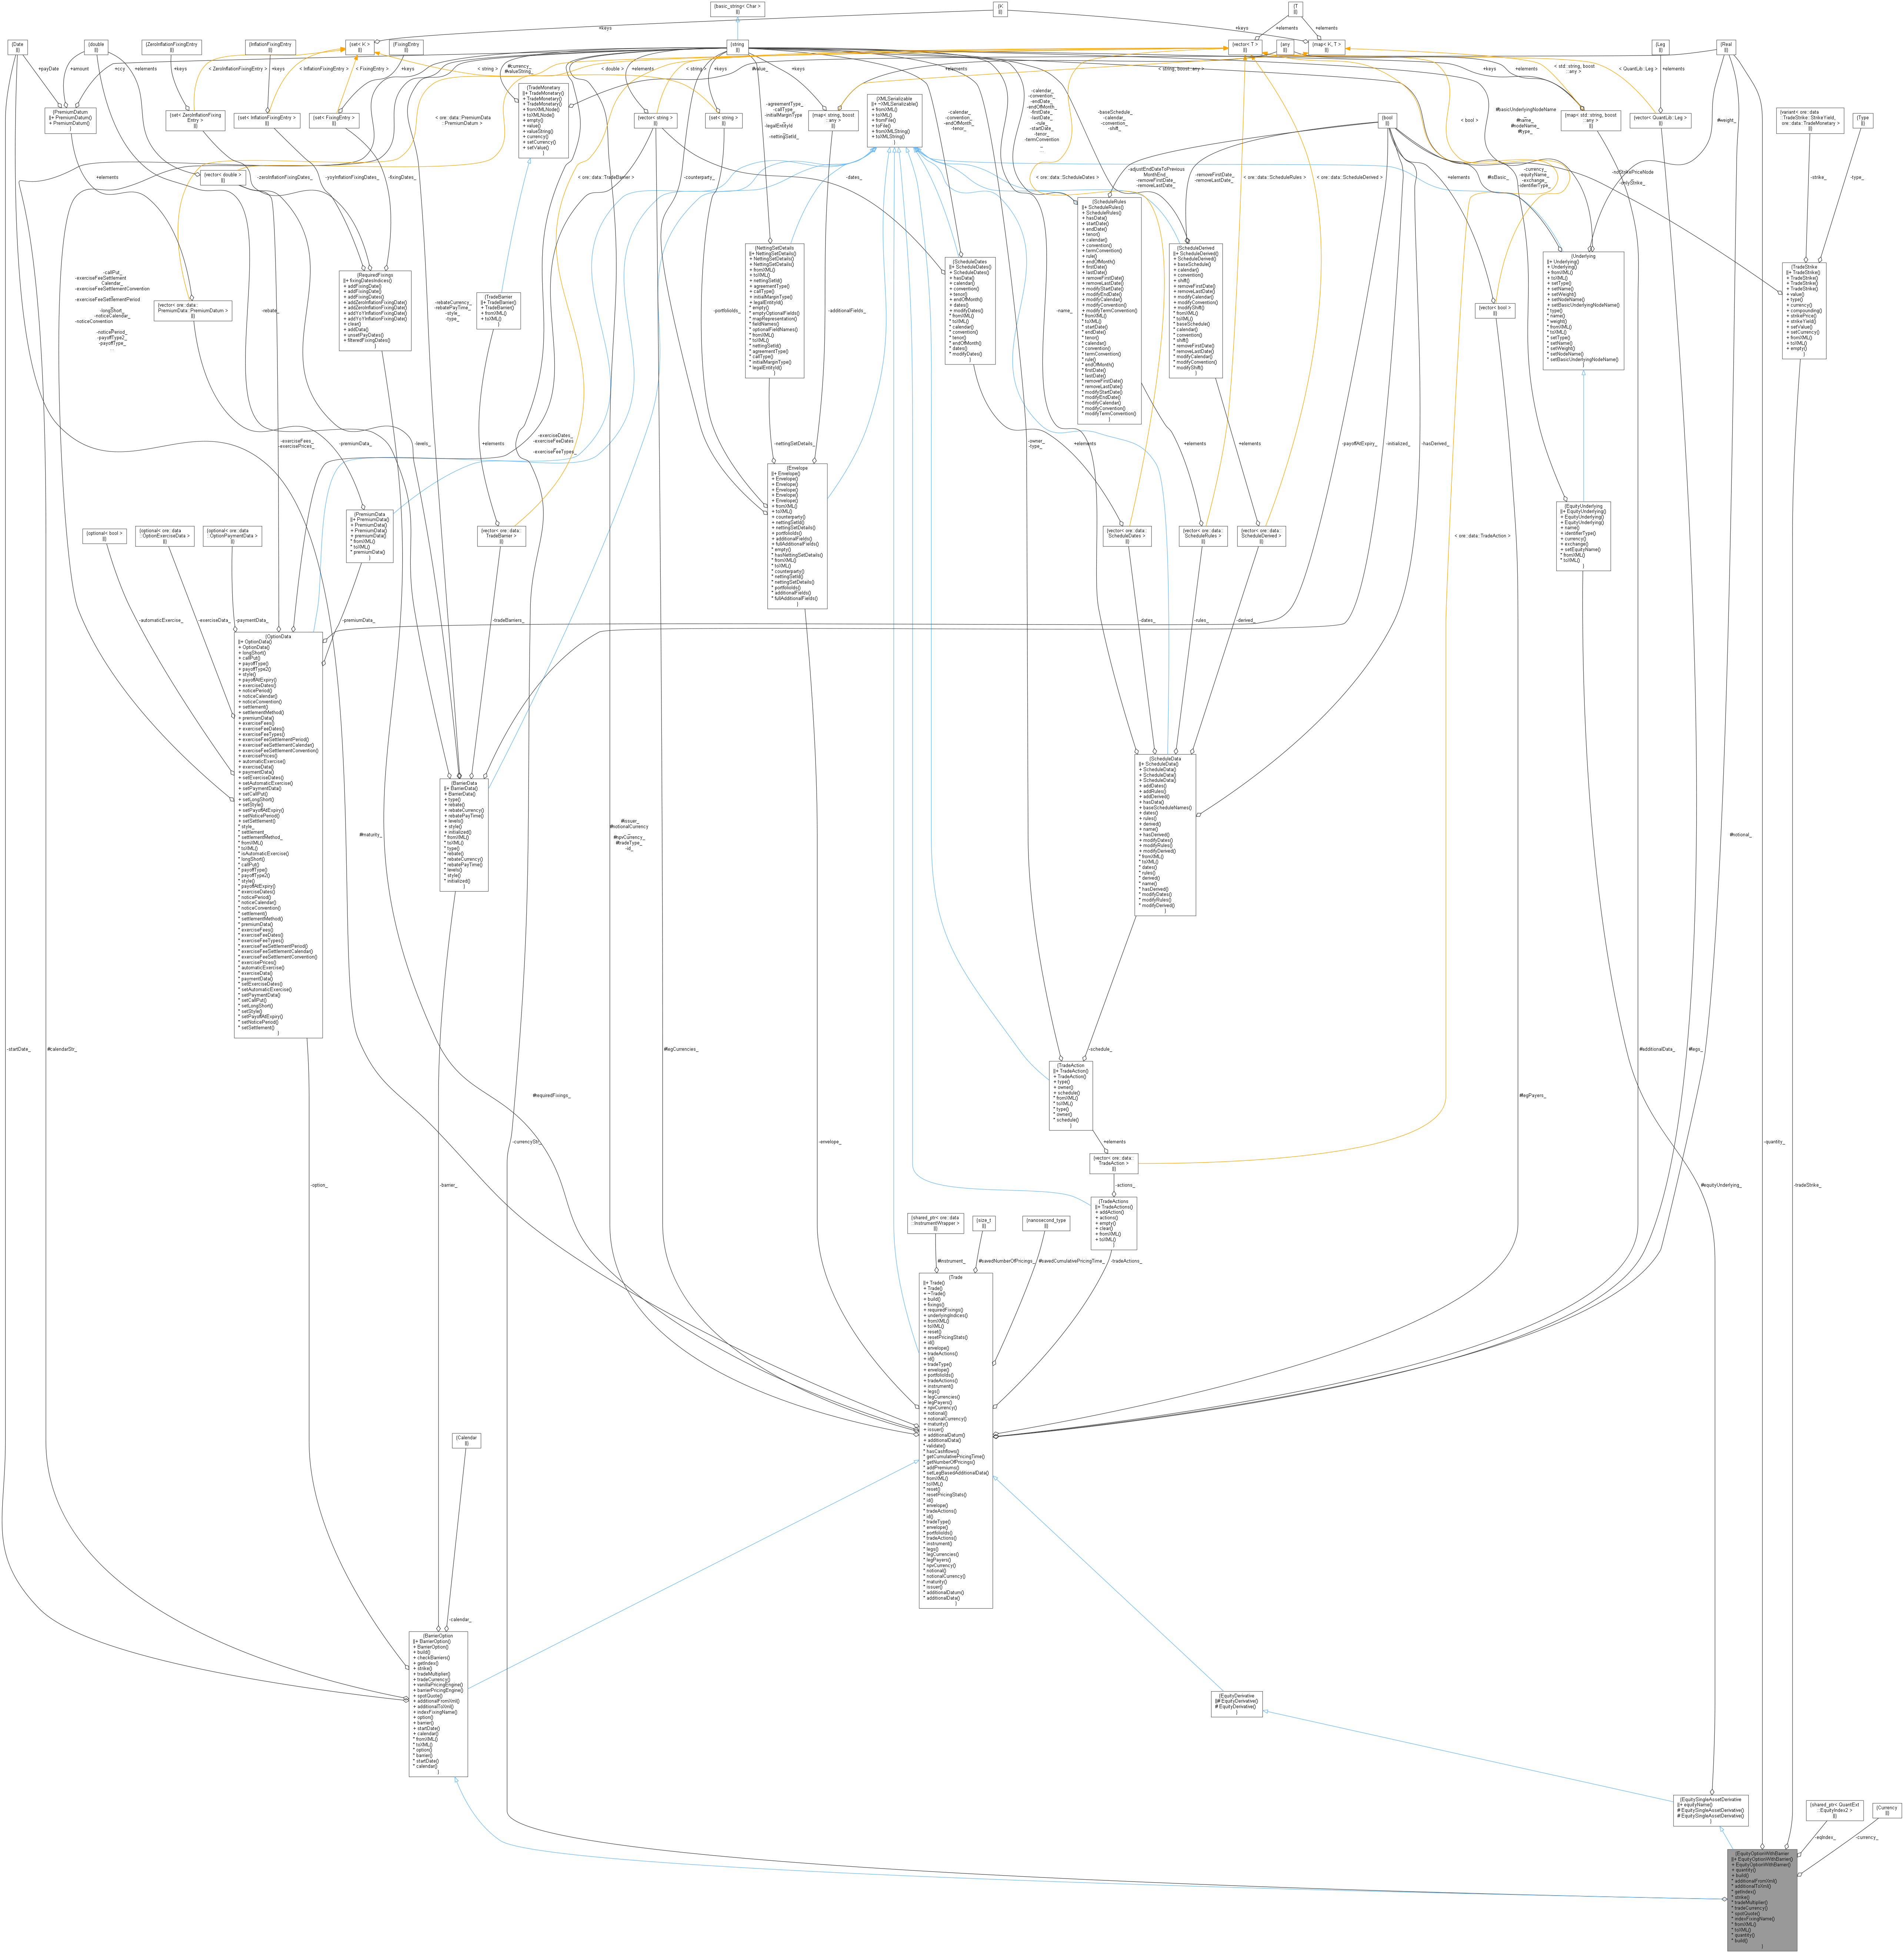 {basic_string< Char >
||}
{K
||}
{T
||}
+keys
+elements
+elements
+keys
{Date
||}
{double
||}
{ZeroInflationFixingEntry
||}
{InflationFixingEntry
||}
{set< K >
||}
{FixingEntry
||}
{string
||}
{vector< T >
||}
{any
||}
{map< K, T >
||}
{Leg
||}
{Real
||}
+payDate
+amount
+ccy
+elements
+keys
< ZeroInflationFixingEntry >
+keys
< InflationFixingEntry >
< FixingEntry >
+keys
< string >
#currency_
#valueString_
< double >
+elements
< string >
+keys
#value_
+keys
+elements
< string, boost::any >
+keys
+elements
< std::string, boost
::any >
< QuantLib::Leg >
+elements
{PremiumDatum
||+ PremiumDatum()
+ PremiumDatum()
}
{set< ZeroInflationFixing
Entry >
||}
{set< InflationFixingEntry >
||}
{set< FixingEntry >
||}
< ore::data::PremiumData
::PremiumDatum >
{TradeMonetary
||+ TradeMonetary()
+ TradeMonetary()
+ TradeMonetary()
+ TradeMonetary()
+ fromXMLNode()
+ toXMLNode()
+ empty()
+ value()
+ valueString()
+ currency()
+ setCurrency()
+ setValue()
}
{vector< string >
||}
{set< string >
||}
-agreementType_
-callType_
-initialMarginType
_
-legalEntityId
_
-nettingSetId_
{map< string, boost
::any >
||}
{XMLSerializable
||+ ~XMLSerializable()
+ fromXML()
+ toXML()
+ fromFile()
+ toFile()
+ fromXMLString()
+ toXMLString()
}
-calendar_
-convention_
-endOfMonth_
-tenor_
-calendar_
-convention_
-endDate_
-endOfMonth_
-firstDate_
-lastDate_
-rule_
-startDate_
-tenor_
-termConvention
_
-baseSchedule_
-calendar_
-convention_
-shift_
{bool
||}
< bool >
#basicUnderlyingNodeName
_
#name_
#nodeName_
#type_
{map< std::string, boost
::any >
||}
{vector< QuantLib::Leg >
||}
#weight_
{variant< ore::data::
TradeStrike::StrikeYield,
ore::data::TradeMonetary >
||}
{Type
||}
+elements
{vector< double >
||}
-zeroInflationFixingDates_
-yoyInflationFixingDates_
-fixingDates_
< ore::data::TradeBarrier >
-counterparty_
-dates_
< ore::data::ScheduleDates >
-adjustEndDateToPrevious
MonthEnd_
-removeFirstDate_
-removeLastDate_
-removeFirstDate_
-removeLastDate_
< ore::data::ScheduleRules >
< ore::data::ScheduleDerived >
+elements
#isBasic_
-currency_
-equityName_
-exchange_
-identifierType_
-noStrikePriceNode
_
-onlyStrike_
-strike_
-type_
{ScheduleRules
||+ ScheduleRules()
+ ScheduleRules()
+ hasData()
+ startDate()
+ endDate()
+ tenor()
+ calendar()
+ convention()
+ termConvention()
+ rule()
+ endOfMonth()
+ firstDate()
+ lastDate()
+ removeFirstDate()
+ removeLastDate()
+ modifyStartDate()
+ modifyEndDate()
+ modifyCalendar()
+ modifyConvention()
+ modifyTermConvention()
* fromXML()
* toXML()
* startDate()
* endDate()
* tenor()
* calendar()
* convention()
* termConvention()
* rule()
* endOfMonth()
* firstDate()
* lastDate()
* removeFirstDate()
* removeLastDate()
* modifyStartDate()
* modifyEndDate()
* modifyCalendar()
* modifyConvention()
* modifyTermConvention()
}
{NettingSetDetails
||+ NettingSetDetails()
+ NettingSetDetails()
+ NettingSetDetails()
+ fromXML()
+ toXML()
+ nettingSetId()
+ agreementType()
+ callType()
+ initialMarginType()
+ legalEntityId()
* empty()
* emptyOptionalFields()
* mapRepresentation()
* fieldNames()
* optionalFieldNames()
* fromXML()
* toXML()
* nettingSetId()
* agreementType()
* callType()
* initialMarginType()
* legalEntityId()
}
{ScheduleDates
||+ ScheduleDates()
+ ScheduleDates()
+ hasData()
+ calendar()
+ convention()
+ tenor()
+ endOfMonth()
+ dates()
+ modifyDates()
* fromXML()
* toXML()
* calendar()
* convention()
* tenor()
* endOfMonth()
* dates()
* modifyDates()
}
{ScheduleDerived
||+ ScheduleDerived()
+ ScheduleDerived()
+ baseSchedule()
+ calendar()
+ convention()
+ shift()
+ removeFirstDate()
+ removeLastDate()
+ modifyCalendar()
+ modifyConvention()
+ modifyShift()
* fromXML()
* toXML()
* baseSchedule()
* calendar()
* convention()
* shift()
* removeFirstDate()
* removeLastDate()
* modifyCalendar()
* modifyConvention()
* modifyShift()
}
{Underlying
||+ Underlying()
+ Underlying()
+ fromXML()
+ toXML()
+ setType()
+ setName()
+ setWeight()
+ setNodeName()
+ setBasicUnderlyingNodeName()
* type()
* name()
* weight()
* fromXML()
* toXML()
* setType()
* setName()
* setWeight()
* setNodeName()
* setBasicUnderlyingNodeName()
}
{TradeStrike
||+ TradeStrike()
+ TradeStrike()
+ TradeStrike()
+ TradeStrike()
+ value()
+ type()
+ currency()
+ compounding()
+ strikePrice()
+ strikeYield()
+ setValue()
+ setCurrency()
+ fromXML()
+ toXML()
+ empty()
}
-callPut_
-exerciseFeeSettlement
Calendar_
-exerciseFeeSettlementConvention
_
-exerciseFeeSettlementPeriod
_
-longShort_
-noticeCalendar_
-noticeConvention
_
-noticePeriod_
-payoffType2_
-payoffType_
{vector< ore::data::
PremiumData::PremiumDatum >
||}
-rebate_
{RequiredFixings
||+ fixingDatesIndices()
+ addFixingDate()
+ addFixingDate()
+ addFixingDates()
+ addZeroInflationFixingDate()
+ addZeroInflationFixingDate()
+ addYoYInflationFixingDate()
+ addYoYInflationFixingDate()
+ clear()
+ addData()
+ unsetPayDates()
+ filteredFixingDates()
}
-rebateCurrency_
-rebatePayTime_
-style_
-type_
{TradeBarrier
||+ TradeBarrier()
+ TradeBarrier()
+ fromXML()
+ toXML()
}
-portfolioIds_
-additionalFields_
-name_
{vector< bool >
||}
-exerciseFees_
-exercisePrices_
-premiumData_
-levels_
+elements
-exerciseDates_
-exerciseFeeDates
_
-exerciseFeeTypes_
-nettingSetDetails_
-owner_
-type_
+elements
+elements
+elements
-payoffAtExpiry_
-initialized_
-hasDerived_
{Envelope
||+ Envelope()
+ Envelope()
+ Envelope()
+ Envelope()
+ Envelope()
+ Envelope()
+ fromXML()
+ toXML()
+ counterparty()
+ nettingSetId()
+ nettingSetDetails()
+ portfolioIds()
+ additionalFields()
+ fullAdditionalFields()
* empty()
* hasNettingSetDetails()
* fromXML()
* toXML()
* counterparty()
* nettingSetId()
* nettingSetDetails()
* portfolioIds()
* additionalFields()
* fullAdditionalFields()
}
{optional< bool >
||}
{optional< ore::data
::OptionExerciseData >
||}
{optional< ore::data
::OptionPaymentData >
||}
{PremiumData
||+ PremiumData()
+ PremiumData()
+ PremiumData()
+ premiumData()
* fromXML()
* toXML()
* premiumData()
}
{vector< ore::data::
TradeBarrier >
||}
{vector< ore::data::
ScheduleDates >
||}
{vector< ore::data::
ScheduleRules >
||}
{vector< ore::data::
ScheduleDerived >
||}
< ore::data::TradeAction >
{EquityUnderlying
||+ EquityUnderlying()
+ EquityUnderlying()
+ EquityUnderlying()
+ name()
+ identifierType()
+ currency()
+ exchange()
+ setEquityName()
* fromXML()
* toXML()
}
-automaticExercise_
-exerciseData_
-paymentData_
-premiumData_
-tradeBarriers_
-dates_
-rules_
-derived_
{OptionData
||+ OptionData()
+ OptionData()
+ longShort()
+ callPut()
+ payoffType()
+ payoffType2()
+ style()
+ payoffAtExpiry()
+ exerciseDates()
+ noticePeriod()
+ noticeCalendar()
+ noticeConvention()
+ settlement()
+ settlementMethod()
+ premiumData()
+ exerciseFees()
+ exerciseFeeDates()
+ exerciseFeeTypes()
+ exerciseFeeSettlementPeriod()
+ exerciseFeeSettlementCalendar()
+ exerciseFeeSettlementConvention()
+ exercisePrices()
+ automaticExercise()
+ exerciseData()
+ paymentData()
+ setExerciseDates()
+ setAutomaticExercise()
+ setPaymentData()
+ setCallPut()
+ setLongShort()
+ setStyle()
+ setPayoffAtExpiry()
+ setNoticePeriod()
+ setSettlement()
* style_
* settlement_
* settlementMethod_
* fromXML()
* toXML()
* isAutomaticExercise()
* longShort()
* callPut()
* payoffType()
* payoffType2()
* style()
* payoffAtExpiry()
* exerciseDates()
* noticePeriod()
* noticeCalendar()
* noticeConvention()
* settlement()
* settlementMethod()
* premiumData()
* exerciseFees()
* exerciseFeeDates()
* exerciseFeeTypes()
* exerciseFeeSettlementPeriod()
* exerciseFeeSettlementCalendar()
* exerciseFeeSettlementConvention()
* exercisePrices()
* automaticExercise()
* exerciseData()
* paymentData()
* setExerciseDates()
* setAutomaticExercise()
* setPaymentData()
* setCallPut()
* setLongShort()
* setStyle()
* setPayoffAtExpiry()
* setNoticePeriod()
* setSettlement()
}
{BarrierData
||+ BarrierData()
+ BarrierData()
+ type()
+ rebate()
+ rebateCurrency()
+ rebatePayTime()
+ levels()
+ style()
+ initialized()
* fromXML()
* toXML()
* type()
* rebate()
* rebateCurrency()
* rebatePayTime()
* levels()
* style()
* initialized()
}
{ScheduleData
||+ ScheduleData()
+ ScheduleData()
+ ScheduleData()
+ ScheduleData()
+ addDates()
+ addRules()
+ addDerived()
+ hasData()
+ baseScheduleNames()
+ dates()
+ rules()
+ derived()
+ name()
+ hasDerived()
+ modifyDates()
+ modifyRules()
+ modifyDerived()
* fromXML()
* toXML()
* dates()
* rules()
* derived()
* name()
* hasDerived()
* modifyDates()
* modifyRules()
* modifyDerived()
}
#maturity_
#issuer_
#notionalCurrency
_
#npvCurrency_
#tradeType_
-id_
#notional_
-startDate_
#calendarStr_
#legCurrencies_
-schedule_
#additionalData_
#legs_
{TradeAction
||+ TradeAction()
+ TradeAction()
+ type()
+ owner()
+ schedule()
* fromXML()
* toXML()
* type()
* owner()
* schedule()
}
#requiredFixings_
#legPayers_
-currencyStr_
-envelope_
+elements
-quantity_
{vector< ore::data::
TradeAction >
||}
-option_
-barrier_
-actions_
#equityUnderlying_
-tradeStrike_
{TradeActions
||+ TradeActions()
+ addAction()
+ actions()
+ empty()
+ clear()
+ fromXML()
+ toXML()
}
{shared_ptr< ore::data
::InstrumentWrapper >
||}
{size_t
||}
{nanosecond_type
||}
#instrument_
#savedNumberOfPricings_
#savedCumulativePricingTime_
-tradeActions_
{Trade
||+ Trade()
+ Trade()
+ ~Trade()
+ build()
+ fixings()
+ requiredFixings()
+ underlyingIndices()
+ fromXML()
+ toXML()
+ reset()
+ resetPricingStats()
+ id()
+ envelope()
+ tradeActions()
+ id()
+ tradeType()
+ envelope()
+ portfolioIds()
+ tradeActions()
+ instrument()
+ legs()
+ legCurrencies()
+ legPayers()
+ npvCurrency()
+ notional()
+ notionalCurrency()
+ maturity()
+ issuer()
+ additionalDatum()
+ additionalData()
* validate()
* hasCashflows()
* getCumulativePricingTime()
* getNumberOfPricings()
* addPremiums()
* setLegBasedAdditionalData()
* fromXML()
* toXML()
* reset()
* resetPricingStats()
* id()
* envelope()
* tradeActions()
* id()
* tradeType()
* envelope()
* portfolioIds()
* tradeActions()
* instrument()
* legs()
* legCurrencies()
* legPayers()
* npvCurrency()
* notional()
* notionalCurrency()
* maturity()
* issuer()
* additionalDatum()
* additionalData()
}
{Calendar
||}
-calendar_
{BarrierOption
||+ BarrierOption()
+ BarrierOption()
+ build()
+ checkBarriers()
+ getIndex()
+ strike()
+ tradeMultiplier()
+ tradeCurrency()
+ vanillaPricingEngine()
+ barrierPricingEngine()
+ spotQuote()
+ additionalFromXml()
+ additionalToXml()
+ indexFixingName()
+ option()
+ barrier()
+ startDate()
+ calendar()
* fromXML()
* toXML()
* option()
* barrier()
* startDate()
* calendar()
}
{EquityDerivative
||# EquityDerivative()
# EquityDerivative()
}
{EquitySingleAssetDerivative
||+ equityName()
# EquitySingleAssetDerivative()
# EquitySingleAssetDerivative()
}
{shared_ptr< QuantExt
::EquityIndex2 >
||}
{Currency
||}
-eqIndex_
-currency_
{EquityOptionWithBarrier
||+ EquityOptionWithBarrier()
+ EquityOptionWithBarrier()
+ quantity()
+ build()
* additionalFromXml()
* additionalToXml()
* getIndex()
* strike()
* tradeMultiplier()
* tradeCurrency()
* spotQuote()
* indexFixingName()
* fromXML()
* toXML()
* quantity()
* build()
}